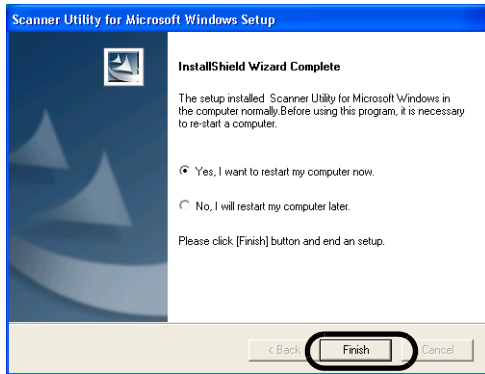 Scanner Utility for Microsoft Windows Setup
InstallShield Wizard Complete
The setup installed Scanner Utility for Microsoft Windows in
the computer normally.Before using this program, it is necessary
to re-start a computer.
Yes, I want to restart my computer now.
No, I will restart my computer later.
Please click [Finish] button and end an setup.
< Back Finish Cancel